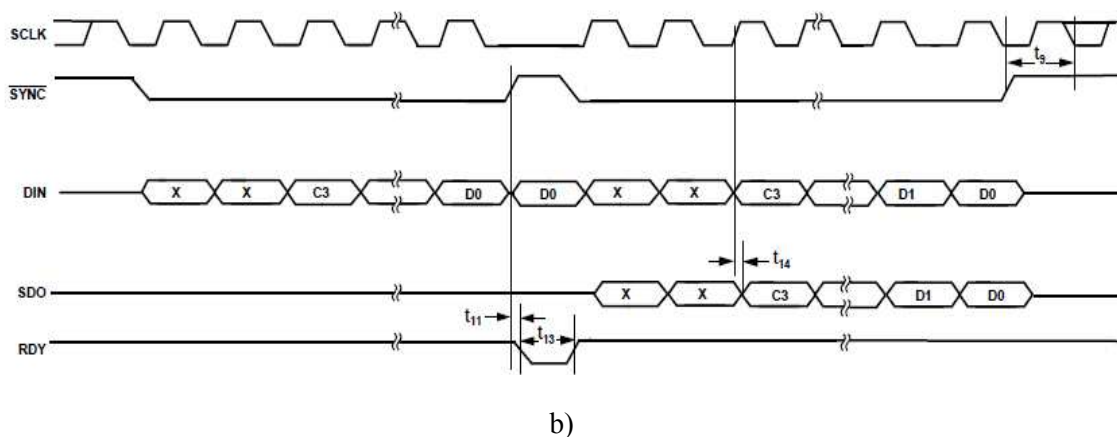 SCLK
t9
SYNC
DIN X X C3 D0 D0 X X C3 D1 D0
t14
SDO X X C3 D1 D0
t11 t13
RDY
b)